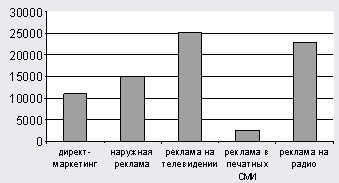 30000
25000
20000
15000
10000
5000
0
директ-
маркетинг
наружная
реклама
реклама на
телевидении
реклама в
печатных
СМИ
реклама на
радио